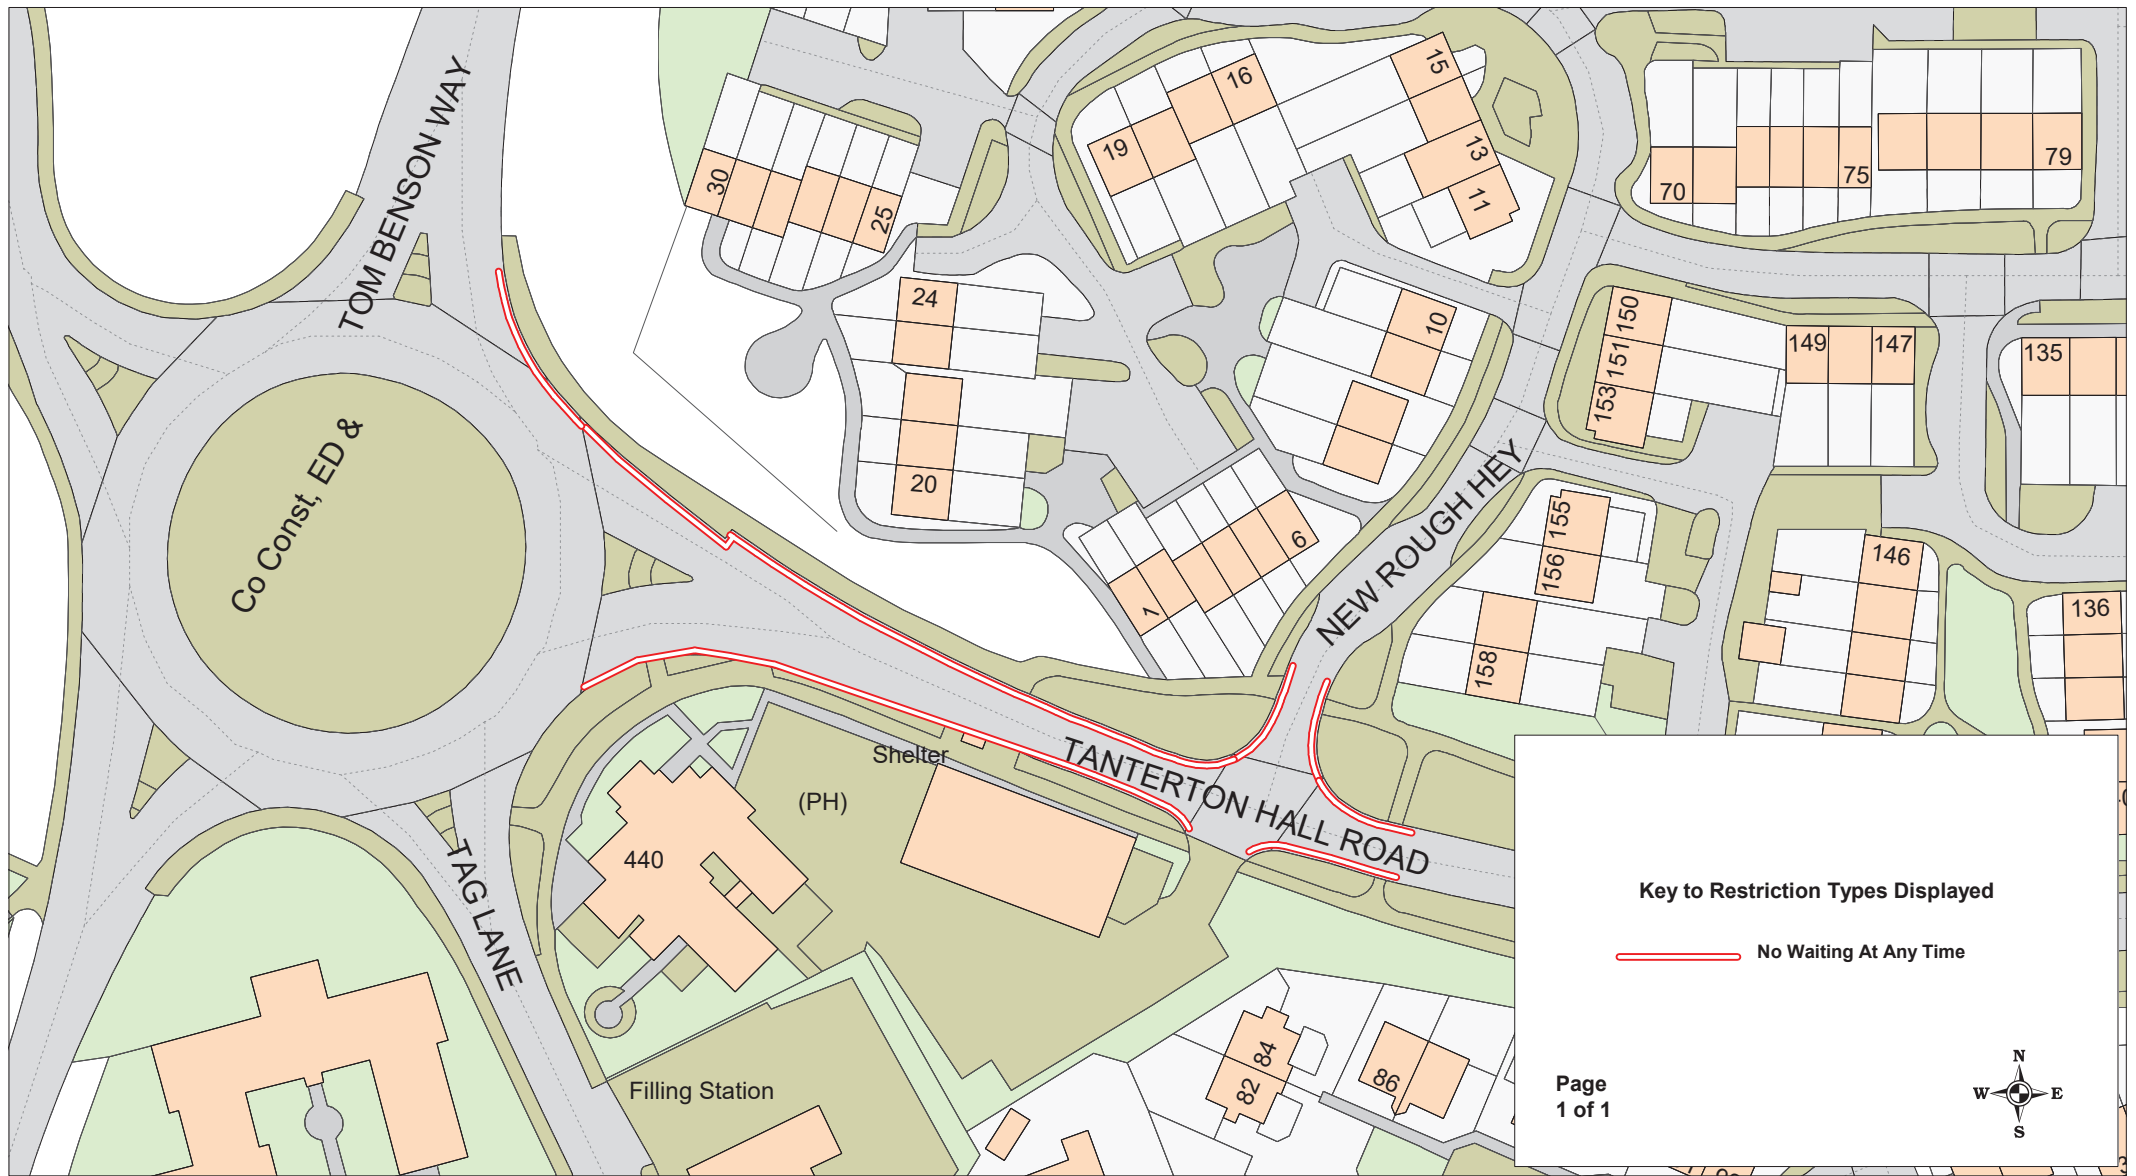 TOM BENSON WAY
Co Const, ED &
TAG LANE
NEW ROUGH HEY
TANTERTON HALL ROAD
Shelter
(PH)
440
Filling Station
30
25
19
16
15
13
11
24
20
10
1
6
70
75
79
150
151
153
149
147
135
155
156
158
146
136
84
82
86
Key to Restriction Types Displayed
No Waiting At Any Time
Page
1 of 1
N
W
E
S